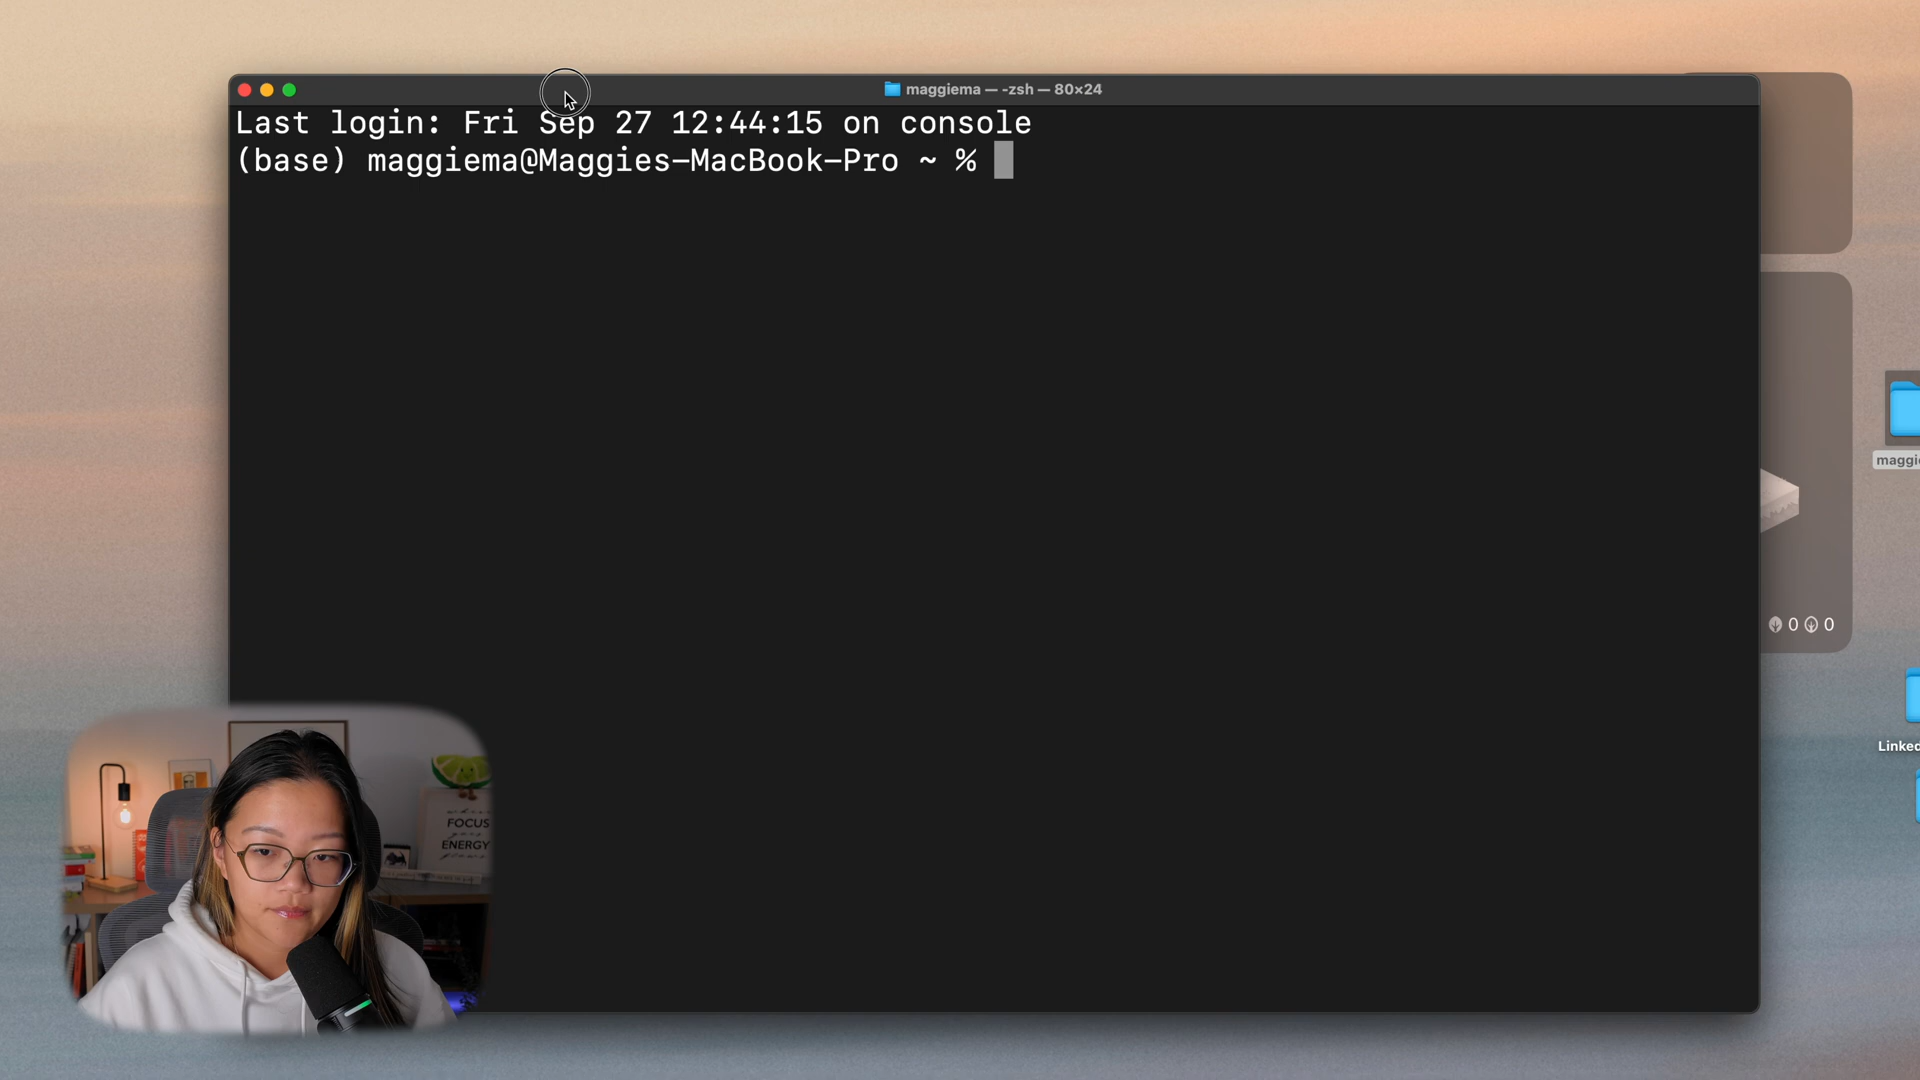 maggiema — -zsh — 80×24
Last login: Fri Sep 27 12:44:15 on console
(base) maggiema@Maggies-MacBook-Pro ~ %
maggie
0 0
Linked
FOCUS
ENERGY